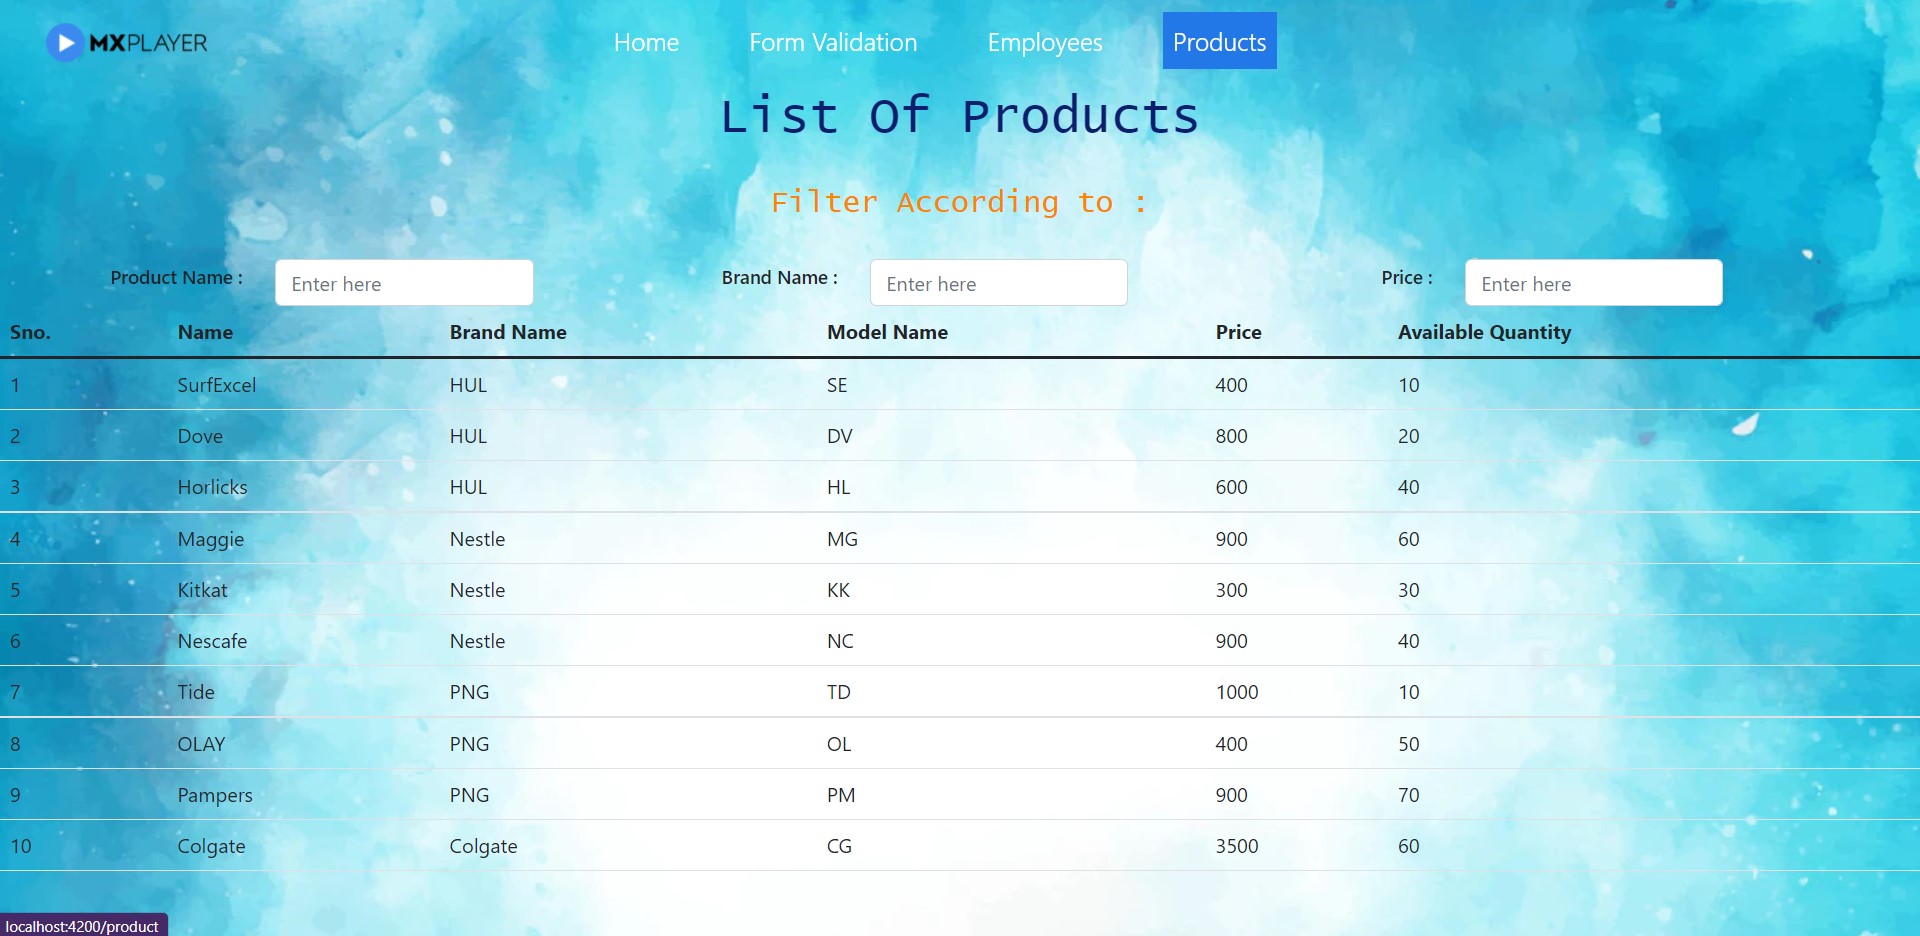 MXPLAYER Home Form Validation Employees Products
List Of Products
Filter According to :
Product Name : Enter here Brand Name : Enter here Price : Enter here
Sno. Name Brand Name Model Name Price Available Quantity
1 SurfExcel HUL SE 400 10
2 Dove HUL DV 800 20
3 Horlicks HUL HL 600 40
4 Maggie Nestle MG 900 60
5 Kitkat Nestle KK 300 30
6 Nescafe Nestle NC 900 40
7 Tide PNG TD 1000 10
8 OLAY PNG OL 400 50
9 Pampers PNG PM 900 70
10 Colgate Colgate CG 3500 60
localhost:4200/product